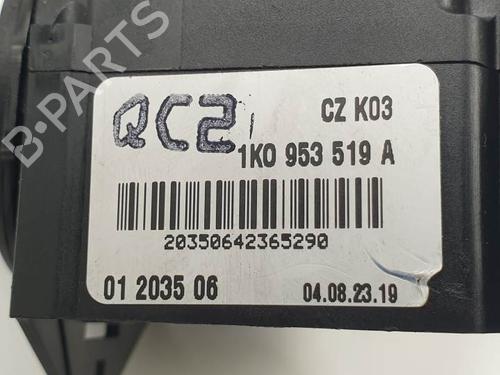 B-PARTS
QC2
CZ K03
1K0 953 519 A
20350642365290
01 2035 06
04.08.23.19